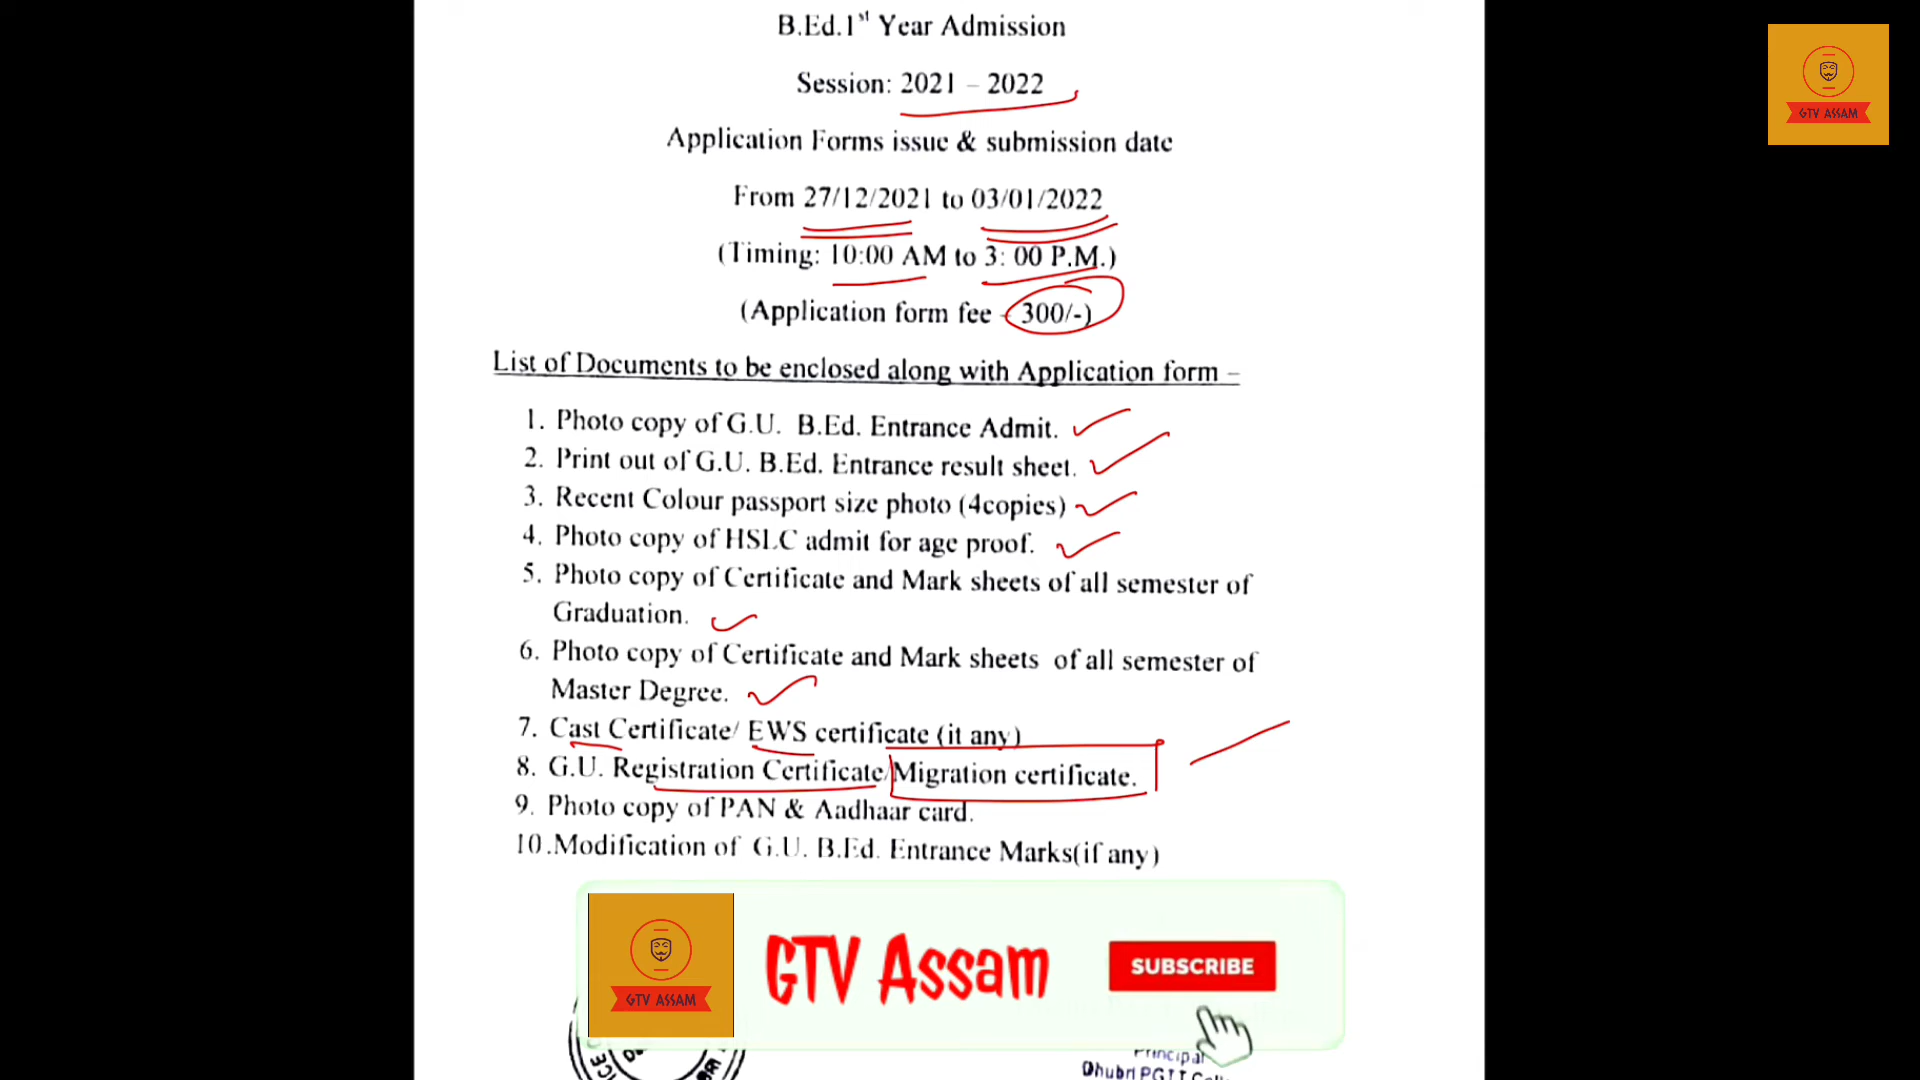 B.Ed.1st Year Admission
GTV ASSAM
Session: 2021 – 2022
Application Forms issue & submission date
From 27/12/2021 to 03/01/2022
(Timing: 10:00 AM to 3: 00 P.M.)
(Application form fee - 300/-)
List of Documents to be enclosed along with Application form –
1. Photo copy of G.U. B.Ed. Entrance Admit.
2. Print out of G.U. B.Ed. Entrance result sheet.
3. Recent Colour passport size photo (4copies)
4. Photo copy of HSLC admit for age proof.
5. Photo copy of Certificate and Mark sheets of all semester of
Graduation.
6. Photo copy of Certificate and Mark sheets of all semester of
Master Degree.
7. Cast Certificate/ EWS certificate (it any)
8. G.U. Registration Certificate/Migration certificate.
9. Photo copy of PAN & Aadhaar card.
10.Modification of G.U. B.Ed. Entrance Marks(if any)
GTV ASSAM
GTV Assam
SUBSCRIBE
Principal
Dhubri PGTT